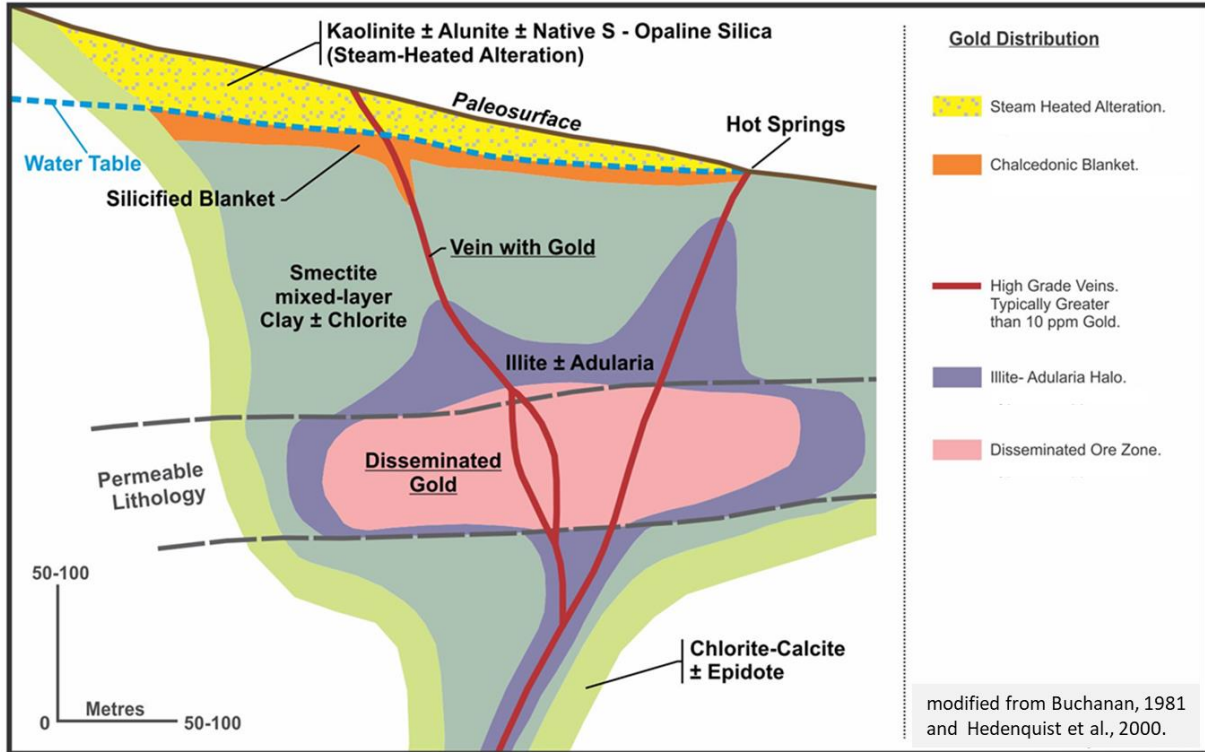 Kaolinite ± Alunite ± Native S - Opaline Silica
(Steam-Heated Alteration)
Paleosurface
Hot Springs
Water Table
Silicified Blanket
Vein with Gold
Smectite
mixed-layer
Clay ± Chlorite
Illite ± Adularia
Permeable
Lithology
Disseminated
Gold
50-100
0
Metres
50-100
Chlorite-Calcite
± Epidote
Gold Distribution
Steam Heated Alteration.
Chalcedonic Blanket.
High Grade Veins.
Typically Greater
than 10 ppm Gold.
Illite- Adularia Halo.
Disseminated Ore Zone.
modified from Buchanan, 1981
and Hedenquist et al., 2000.